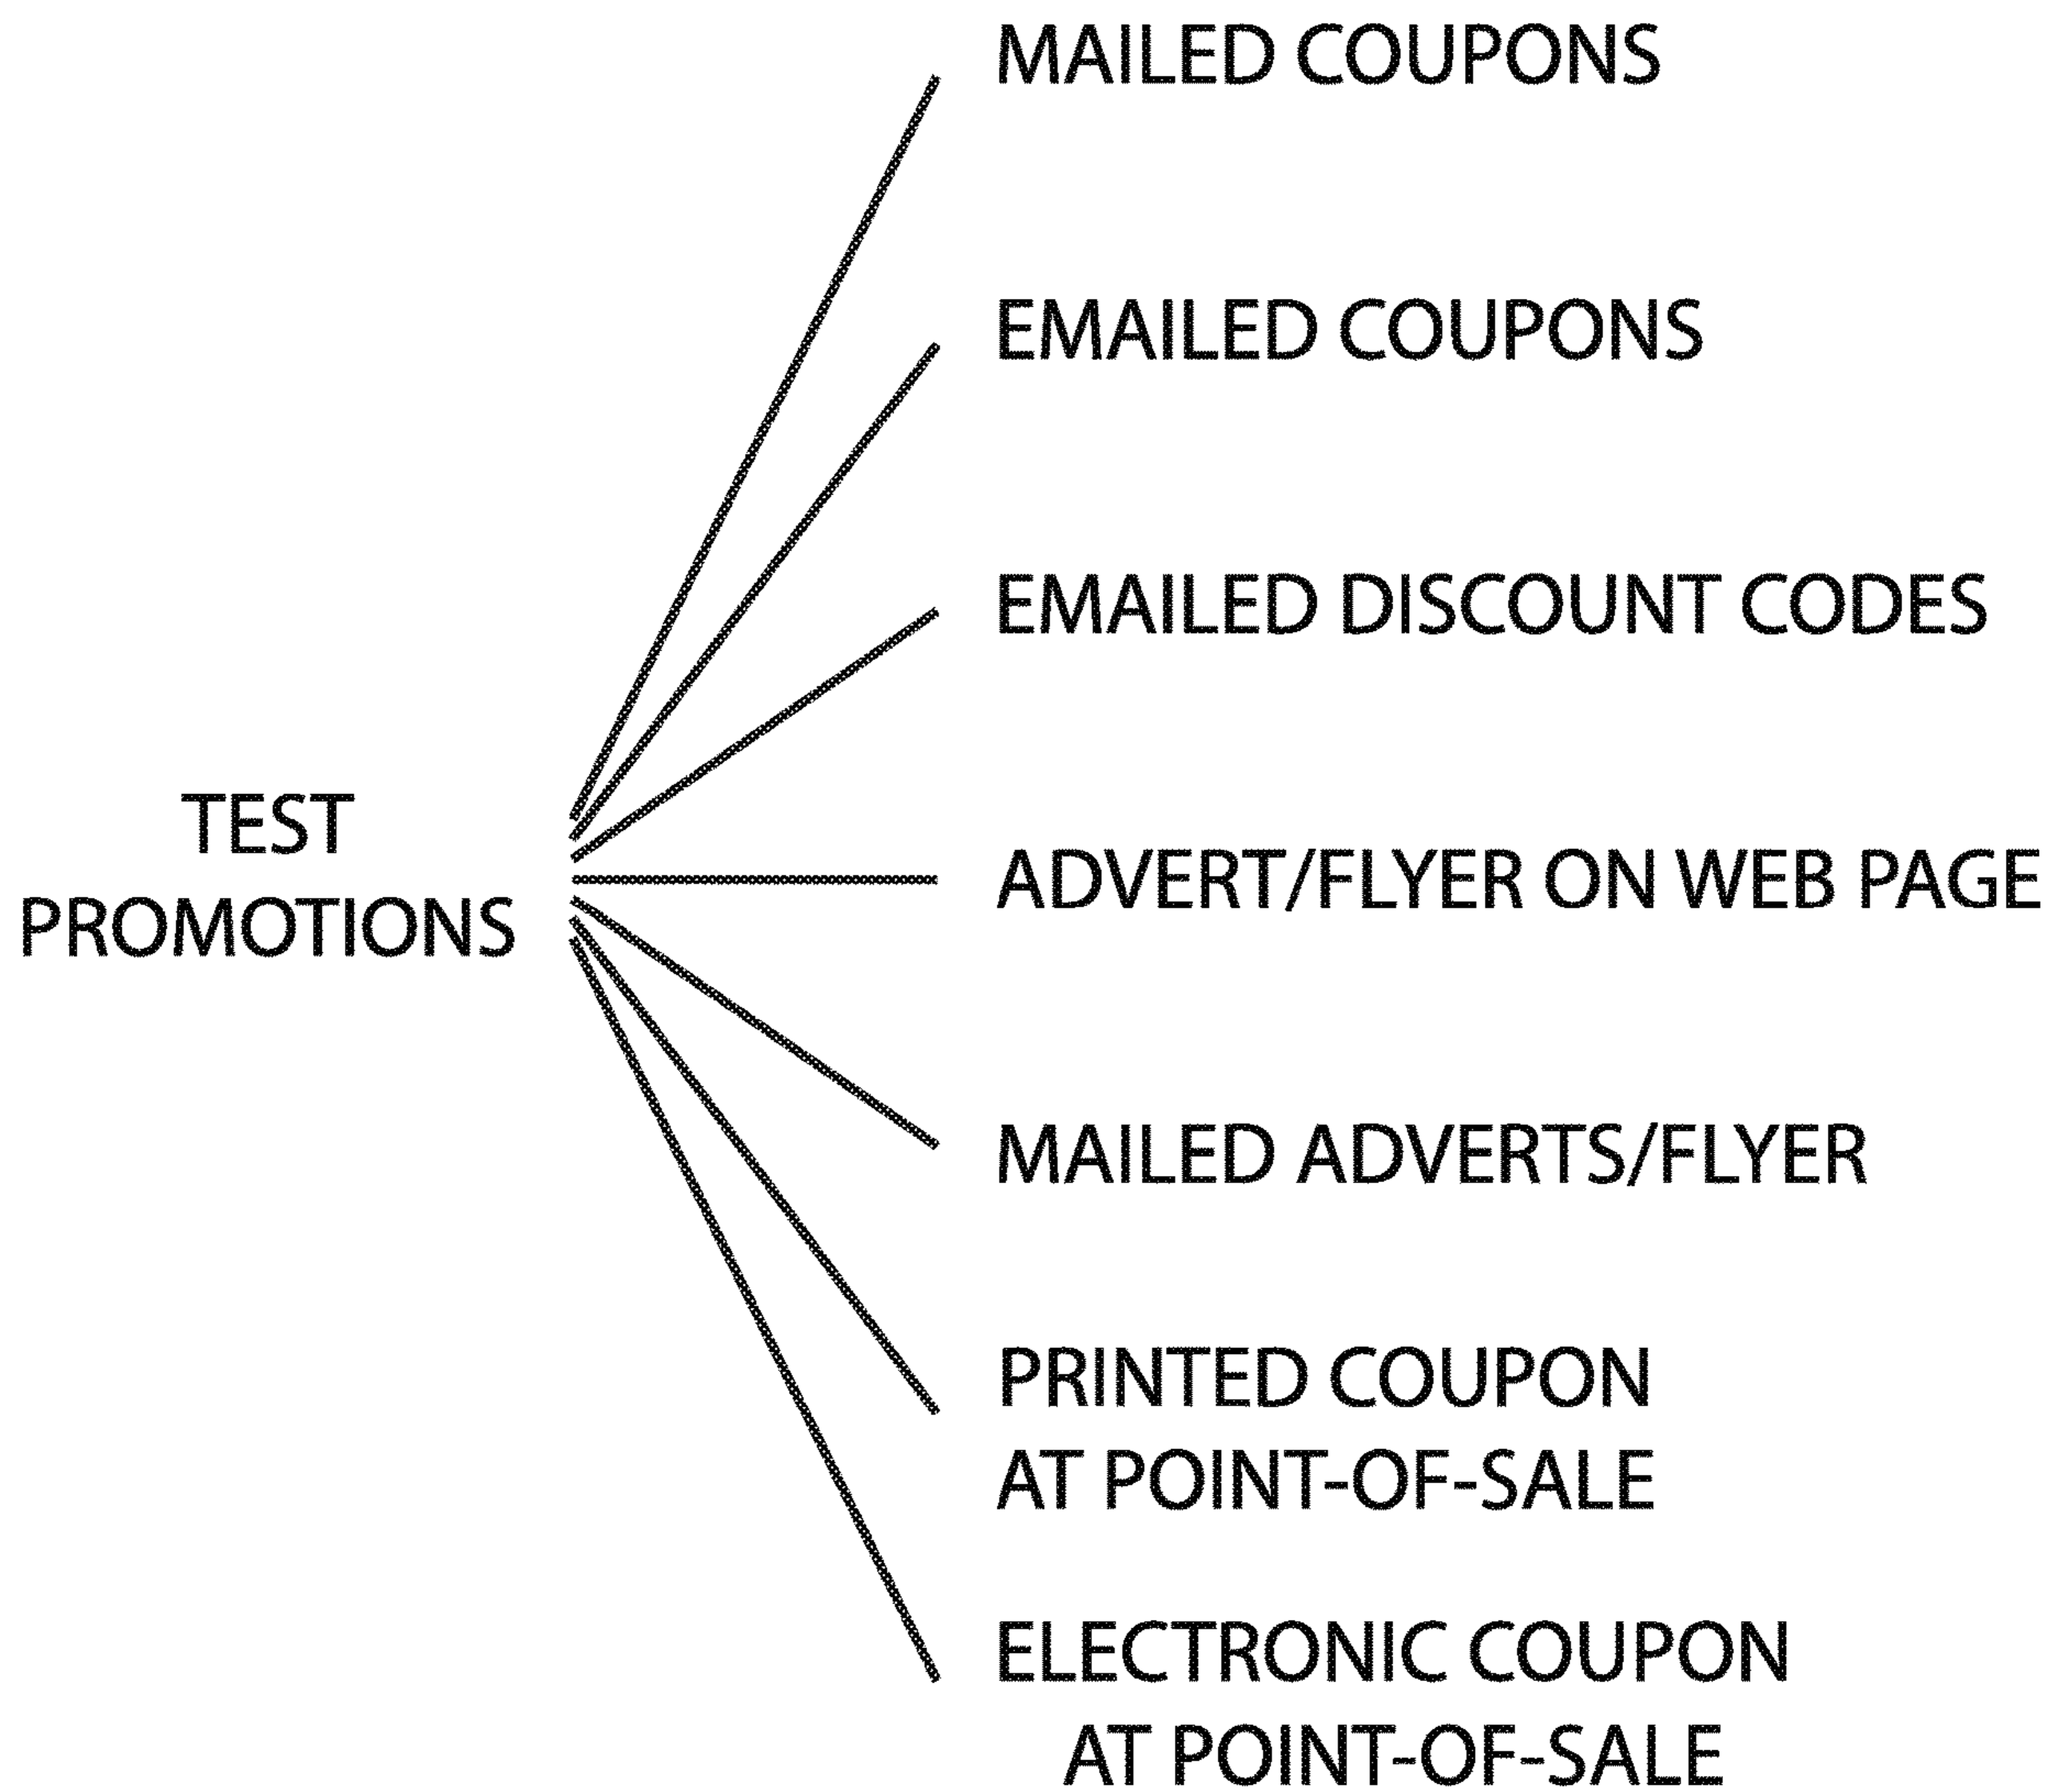 MAILED COUPONS
EMAILED COUPONS
EMAILED DISCOUNT CODES
TEST
PROMOTIONS
ADVERT/FLYER ON WEB PAGE
MAILED ADVERTS/FLYER
PRINTED COUPON
AT POINT-OF-SALE
ELECTRONIC COUPON
AT POINT-OF-SALE